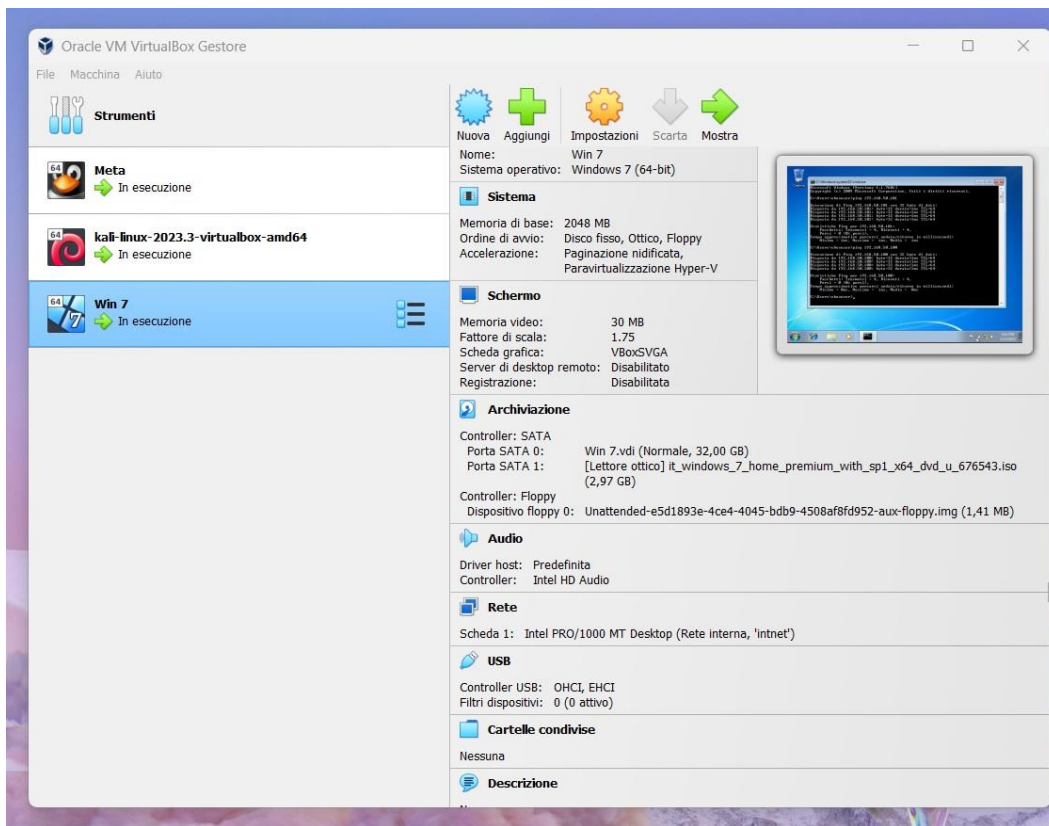 Oracle VM VirtualBox Gestore
File Macchina Aiuto
Strumenti
64
Meta
In esecuzione
64
kali-linux-2023.3-virtualbox-amd64
In esecuzione
64
7
Win 7
In esecuzione
Nuova Aggiungi Impostazioni Scarta Mostra
Nome: Win 7
Sistema operativo: Windows 7 (64-bit)
Sistema
Memoria di base: 2048 MB
Ordine di avvio: Disco fisso, Ottico, Floppy
Accelerazione: Paginazione nidificata,
Paravirtualizzazione Hyper-V
Schermo
Memoria video: 30 MB
Fattore di scala: 1.75
Scheda grafica: VBoxSVGA
Server di desktop remoto: Disabilitato
Registrazione: Disabilitata
Archiviazione
Controller: SATA
Porta SATA 0: Win 7.vdi (Normale, 32,00 GB)
Porta SATA 1: [Lettore ottico] it_windows_7_home_premium_with_sp1_x64_dvd_u_676543.iso
(2,97 GB)
Controller: Floppy
Dispositivo floppy 0: Unattended-e5d1893e-4ce4-4045-bdb9-4508af8fd952-aux-floppy.img (1,41 MB)
Audio
Driver host: Predefinita
Controller: Intel HD Audio
Rete
Scheda 1: Intel PRO/1000 MT Desktop (Rete interna, 'intnet')
USB
Controller USB: OHCI, EHCI
Filtri dispositivi: 0 (0 attivo)
Cartelle condivise
Nessuna
Descrizione